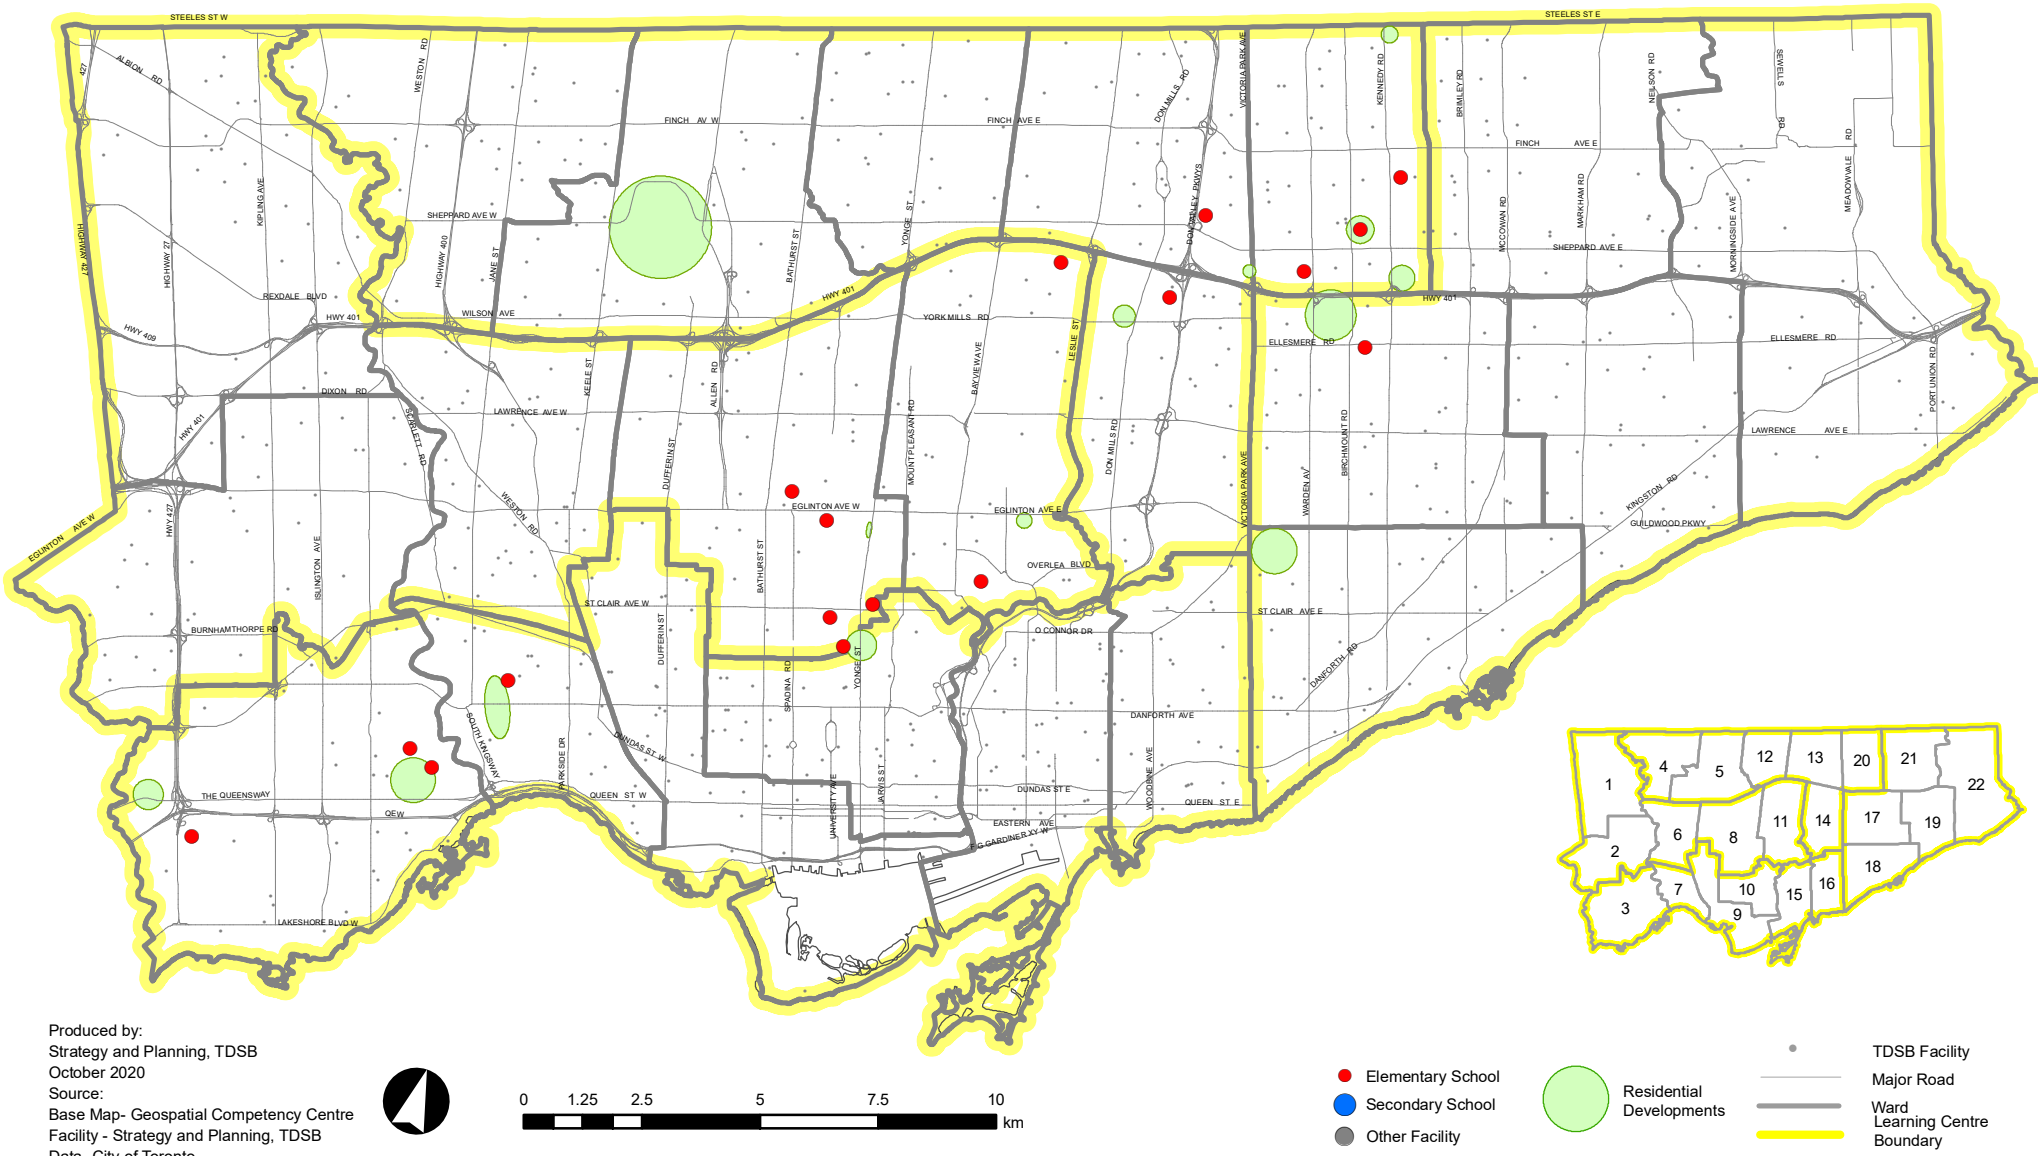 STEELES ST W
STEELES ST E
427
ALBION RD
WESTON RD
DON MILLS RD
VICTORIA PARK AVE
KENNEDY RD
BRIMLEY RD
NEILSON RD
SEWELLS RD
FINCH AV W
FINCH AVE E
FINCH AVE E
MEADOWVALE RD
KIPLING AVE
SHEPPARD AVE W
YONGE ST
MARKHAM RD
MCCOWAN RD
MORNINGSIDE AVE
HIGHWAY 427
HIGHWAY 27
HIGHWAY 400
JANE ST
BATHURST ST
SHEPPARD AVE E
REXDALE BLVD
HWY 401
HWY 401
HWY 401
HWY 409
WILSON AVE
YORK MILLS RD
LESLIE ST
ELLESMERE RD
ELLESMERE RD
PORT UNION RD
DIXON RD
KEELE ST
ALLEN RD
BAYVIEW AVE
HWY 401
SCARLETT RD
LAWRENCE AVE W
MOUNT PLEASANT RD
DON MILLS RD
BIRCHMOUNT RD
LAWRENCE AVE E
DUFFERIN ST
WESTON RD
EGLINTON AVE W
EGLINTON AVE E
VICTORIA PARK AVE
WARDEN AV
KINGSTON RD
GUILDWOOD PKWY
EGLINTON AVE W
HWY 427
ISLINGTON AVE
BATHURST ST
OVERLEA BLVD
ST CLAIR AVE W
ST CLAIR AVE E
BURNHAMTHORPE RD
DUFFERIN ST
O CONNOR DR
DANFORTH RD
SPADINA RD
YONGE ST
SOUTH KINGSWAY
PARKSIDE DR
DUNDAS ST W
DANFORTH AVE
WOODBINE AVE
THE QUEENSWAY
QEW
QUEEN ST W
UNIVERSITY AVE
JARVIS ST
DUNDAS ST E
QUEEN ST E
EASTERN AVE
F G GARDINER XY W
LAKESHORE BLVD W
1
2
3
4
5
6
7
8
9
10
11
12
13
14
15
16
17
18
19
20
21
22
Produced by:
Strategy and Planning, TDSB
October 2020
Source:
Base Map- Geospatial Competency Centre
Facility - Strategy and Planning, TDSB
Data- City of Toronto
0 1.25 2.5 5 7.5 10
km
Elementary School
Secondary School
Other Facility
Residential
Developments
TDSB Facility
Major Road
Ward
Learning Centre
Boundary